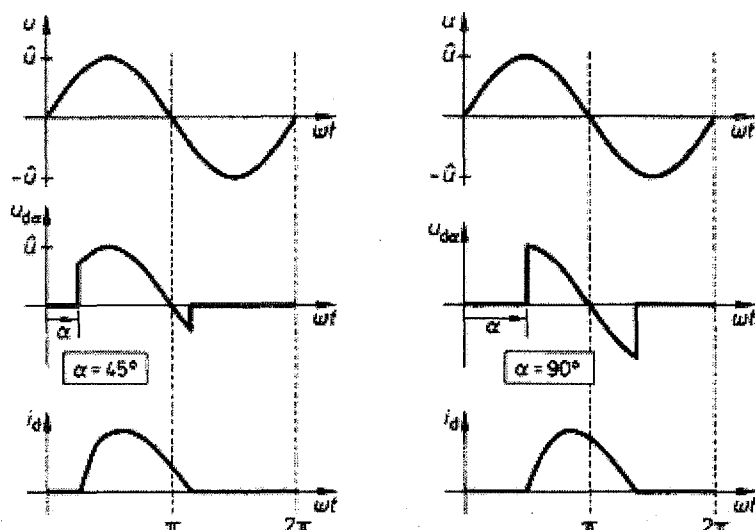 u
û
ωt
-û
u_dα
û
ωt
α
α = 45°
i_d
ωt
π
2π
u
û
ωt
-û
u_dα
ωt
α
α = 90°
i_d
ωt
π
2π